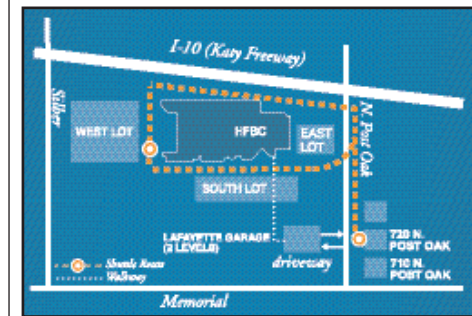 I-10 (Katy Freeway)
Silber
N. Post Oak
WEST LOT
HFBC
EAST
LOT
SOUTH LOT
LAFAYETTE GARAGE
(2 LEVELS)
driveway
720 N.
POST OAK
710 N.
POST OAK
Shuttle Route
Walkway
Memorial